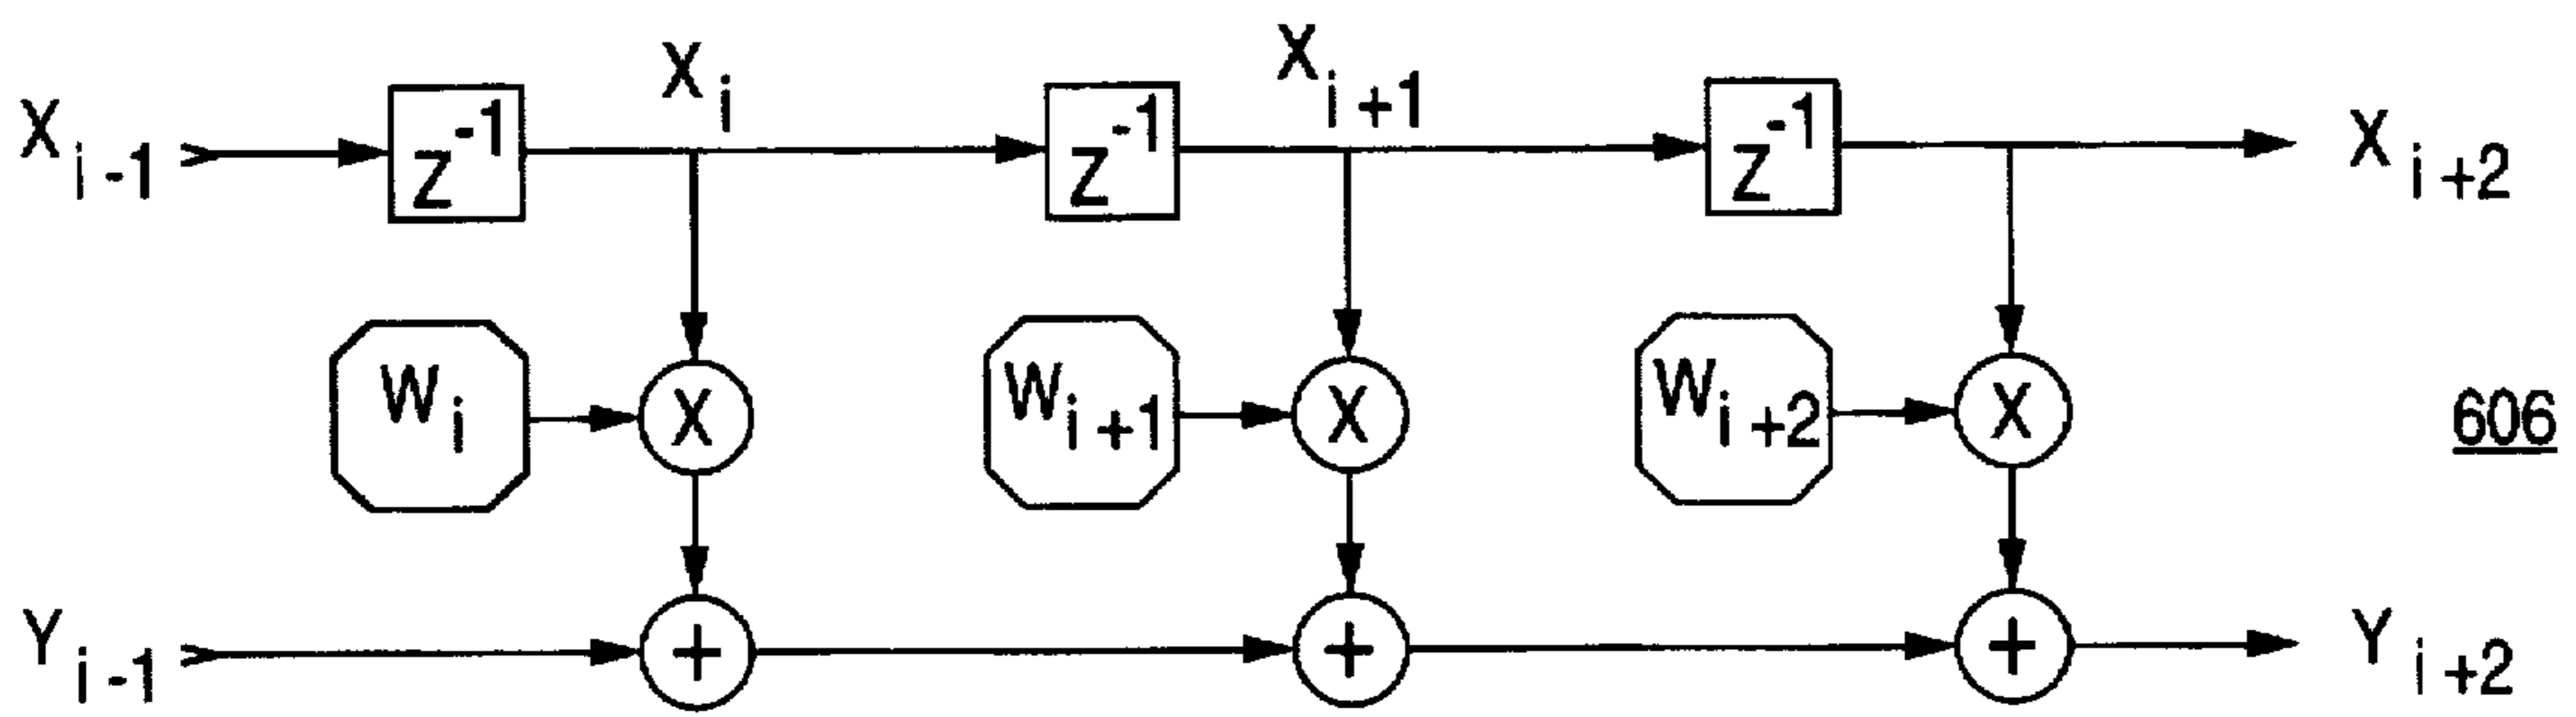 X i-1
z -1
X i
z -1
X i+1
z -1
X i+2
W i
X
W i+1
X
W i+2
X
606
Y i-1
+
+
+
Y i+2